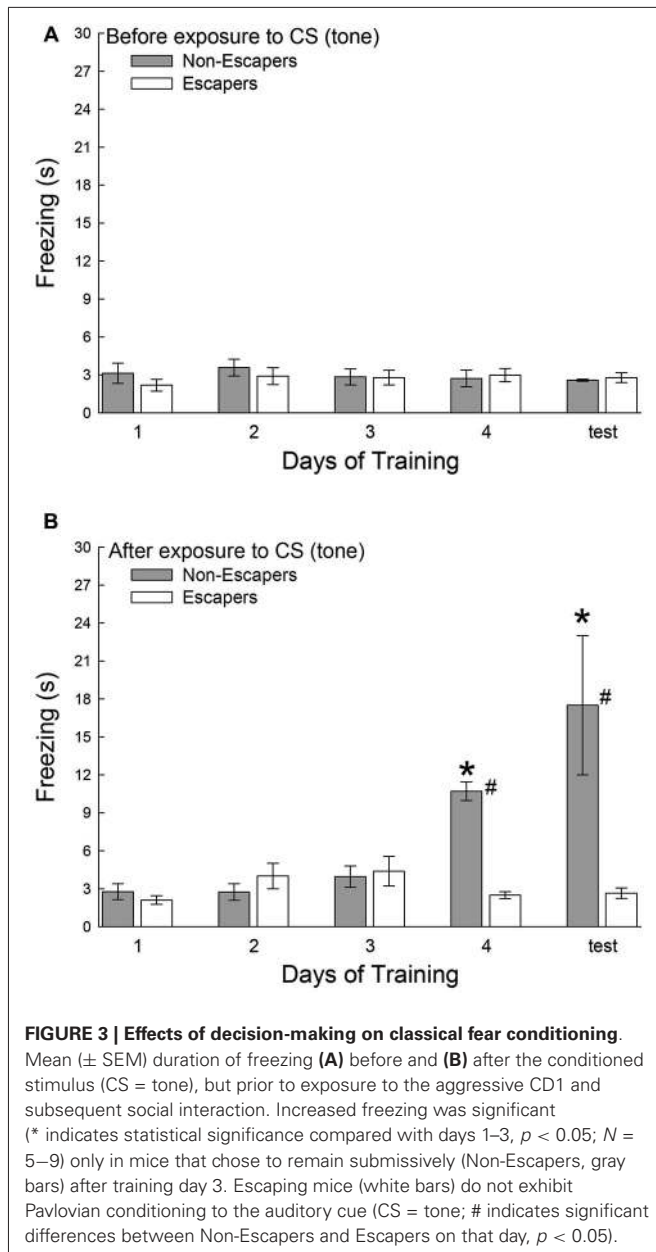 A
Before exposure to CS (tone)
Non-Escapers
Escapers
30
27
24
21
18
15
12
9
6
3
0
Freezing (s)
1 2 3 4 test
Days of Training
B
After exposure to CS (tone)
Non-Escapers
Escapers
30
27
24
21
18
15
12
9
6
3
0
Freezing (s)
* #
* #
1 2 3 4 test
Days of Training
FIGURE 3 | Effects of decision-making on classical fear conditioning.
Mean (± SEM) duration of freezing (A) before and (B) after the conditioned
stimulus (CS = tone), but prior to exposure to the aggressive CD1 and
subsequent social interaction. Increased freezing was significant
(* indicates statistical significance compared with days 1–3, p < 0.05; N =
5–9) only in mice that chose to remain submissively (Non-Escapers, gray
bars) after training day 3. Escaping mice (white bars) do not exhibit
Pavlovian conditioning to the auditory cue (CS = tone; # indicates significant
differences between Non-Escapers and Escapers on that day, p < 0.05).